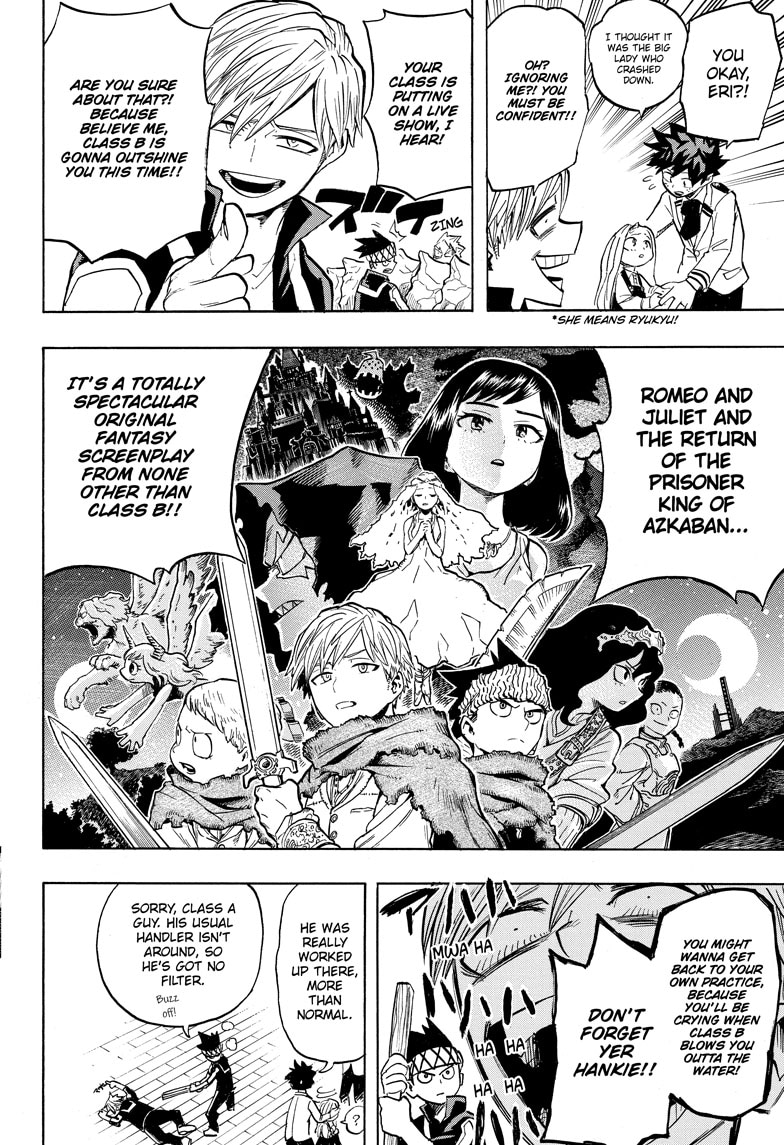 YOU
OKAY,
ERI?!
I THOUGHT IT
WAS THE BIG
LADY WHO
CRASHED
DOWN.
OH?
IGNORING
ME?! YOU
MUST BE
CONFIDENT!!
*SHE MEANS RYUKYU!
YOUR
CLASS IS
PUTTING
ON A LIVE
SHOW, I
HEAR!
ARE YOU SURE
ABOUT THAT?!
BECAUSE
BELIEVE ME,
CLASS B IS
GONNA OUTSHINE
YOU THIS TIME!!
ズイ
ZING
ROMEO AND
JULIET AND
THE RETURN
OF THE
PRISONER
KING OF
AZKABAN...
IT'S A TOTALLY
SPECTACULAR
ORIGINAL
FANTASY
SCREENPLAY
FROM NONE
OTHER THAN
CLASS B!!
YOU MIGHT
WANNA GET
BACK TO YOUR
OWN PRACTICE,
BECAUSE
YOU'LL BE
CRYING WHEN
CLASS B
BLOWS YOU
OUTTA THE
WATER!
DON'T
FORGET
YER
HANKIE!!
MWA HA
HA
HA
HA
HA
HE WAS
REALLY
WORKED
UP THERE,
MORE
THAN
NORMAL.
SORRY, CLASS A
GUY. HIS USUAL
HANDLER ISN'T
AROUND, SO
HE'S GOT NO
FILTER.
Buzz
off!
?